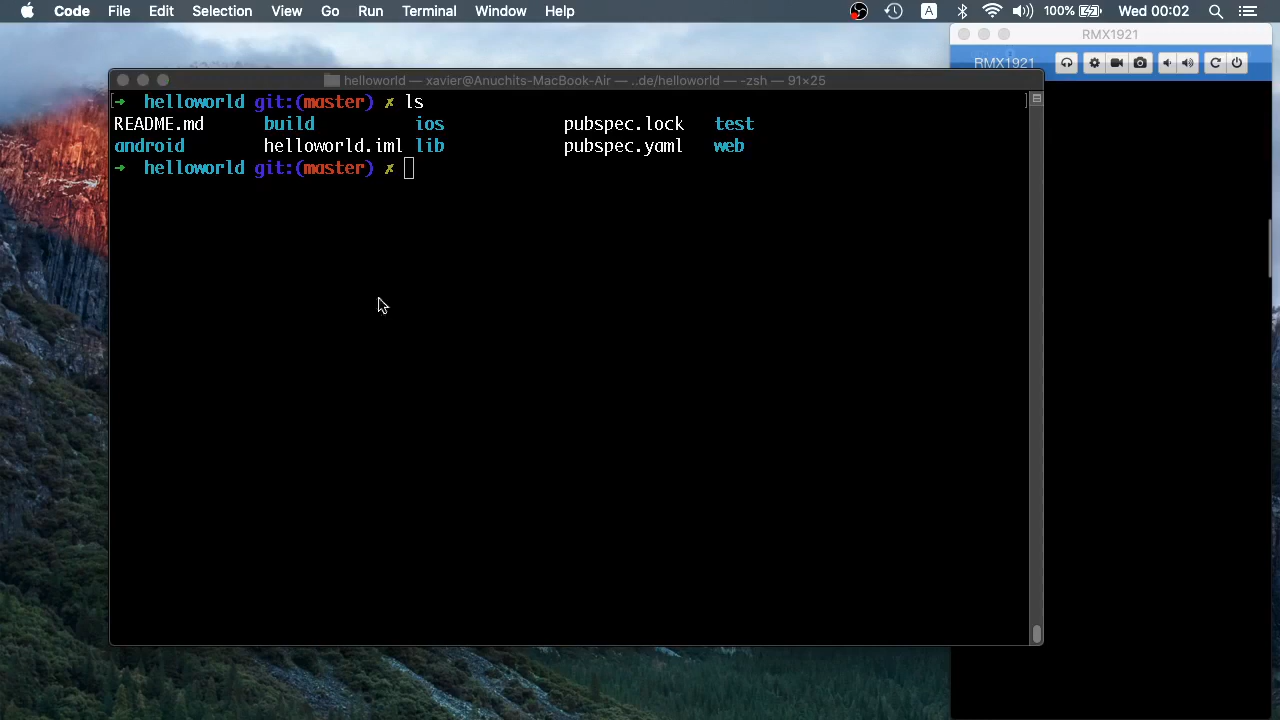 Code File Edit Selection View Go Run Terminal Window Help A 100% Wed 00:02
RMX1921
RMX1921
helloworld — xavier@Anuchits-MacBook-Air — ..de/helloworld — -zsh — 91×25
[➜ helloworld git:(master) ✗ ls ]
README.md build ios pubspec.lock test
android helloworld.iml lib pubspec.yaml web
➜ helloworld git:(master) ✗